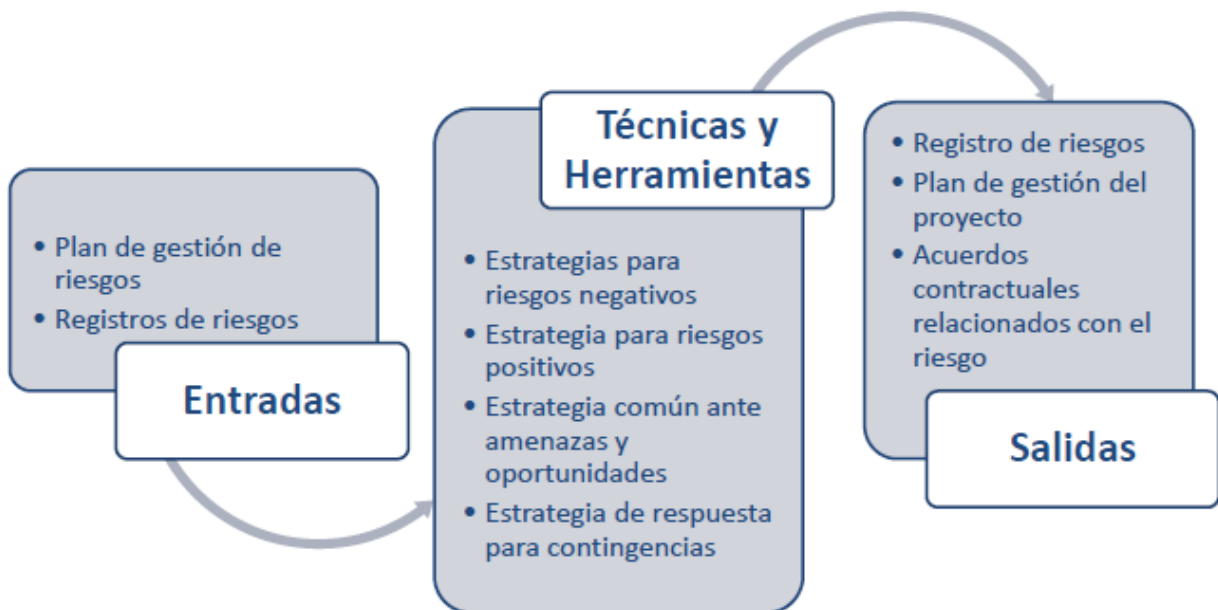 • Plan de gestión de
riesgos
• Registros de riesgos
Entradas
Técnicas y
Herramientas
• Estrategias para
riesgos negativos
• Estrategia para riesgos
positivos
• Estrategia común ante
amenazas y
oportunidades
• Estrategia de respuesta
para contingencias
• Registro de riesgos
• Plan de gestión del
proyecto
• Acuerdos
contractuales
relacionados con el
riesgo
Salidas